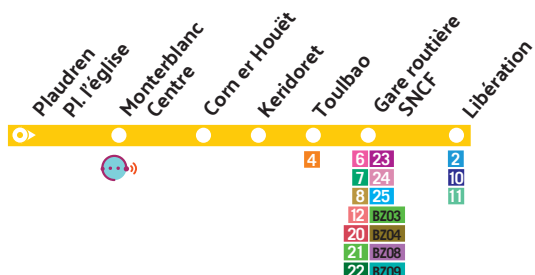 Plaudren
Pl. l'église
Monterblanc
Centre
Corn er Houët
Keridoret
Toulbao
Gare routière
SNCF
Libération
4
6 23
7 24
8 25
12 BZ03
20 BZ04
21 BZ08
22 BZ09
2
10
11